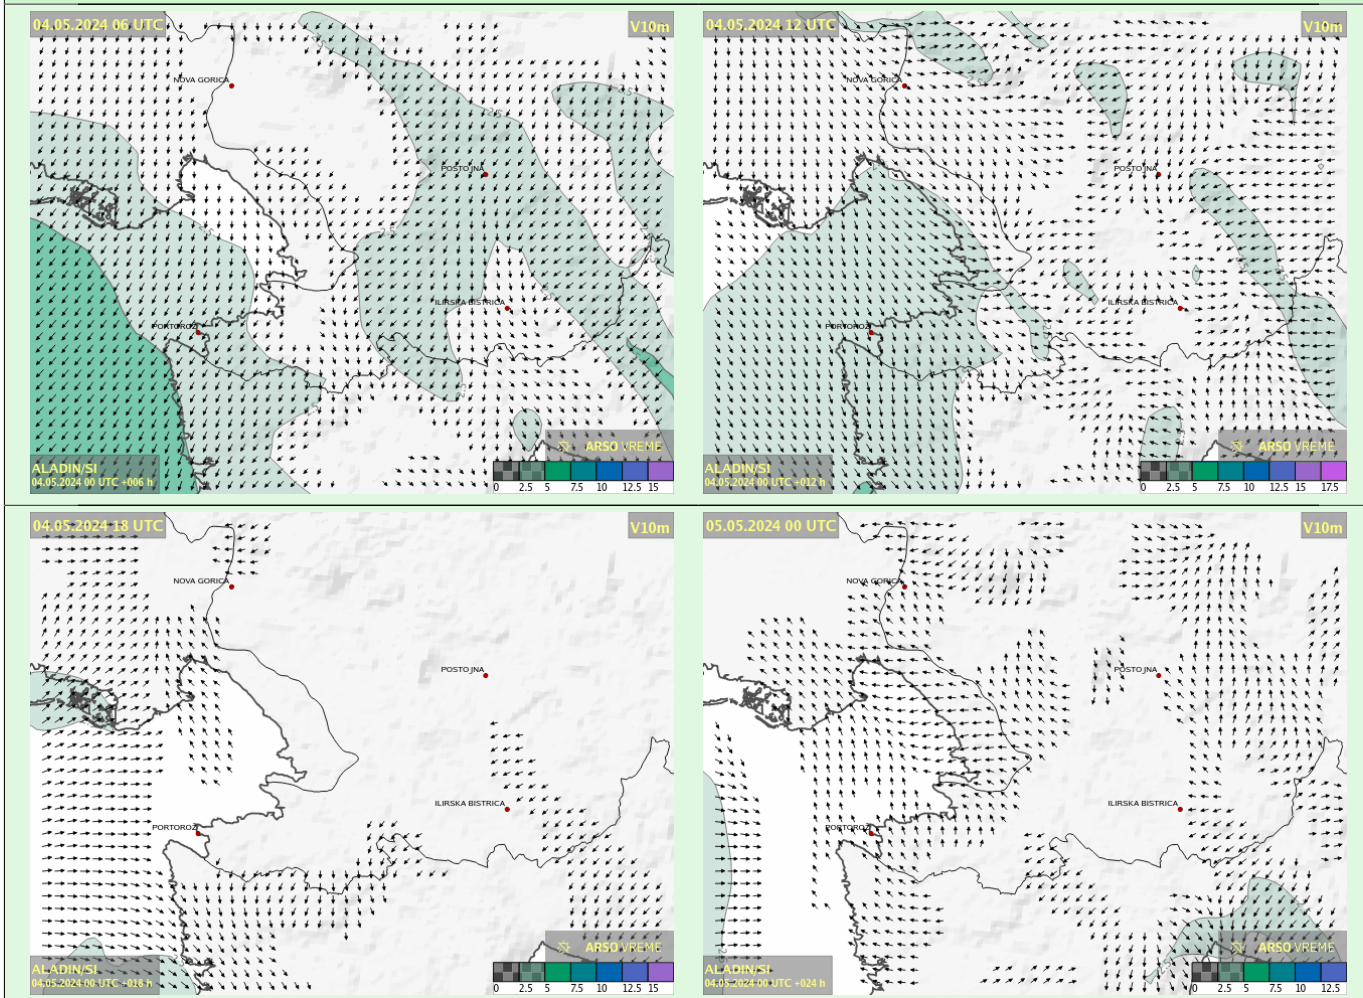 04.05.2024 06 UTC
V10m
NOVA GORICA
POSTOJNA
ILIRSKA BISTRICA
PORTOROŽ
ARSO VREME
ALADIN/SI
04.05.2024 00 UTC +006 h
0 2.5 5 7.5 10 12.5 15
04.05.2024 12 UTC
V10m
NOVA GORICA
POSTOJNA
ILIRSKA BISTRICA
PORTOROŽ
ARSO VREME
ALADIN/SI
04.05.2024 00 UTC +012 h
0 2.5 5 7.5 10 12.5 15 17.5
04.05.2024 18 UTC
V10m
NOVA GORICA
POSTOJNA
ILIRSKA BISTRICA
PORTOROŽ
ARSO VREME
ALADIN/SI
04.05.2024 00 UTC +018 h
0 2.5 5 7.5 10 12.5 15
05.05.2024 00 UTC
V10m
NOVA GORICA
POSTOJNA
ILIRSKA BISTRICA
PORTOROŽ
ARSO VREME
ALADIN/SI
04.05.2024 00 UTC +024 h
0 2.5 5 7.5 10 12.5